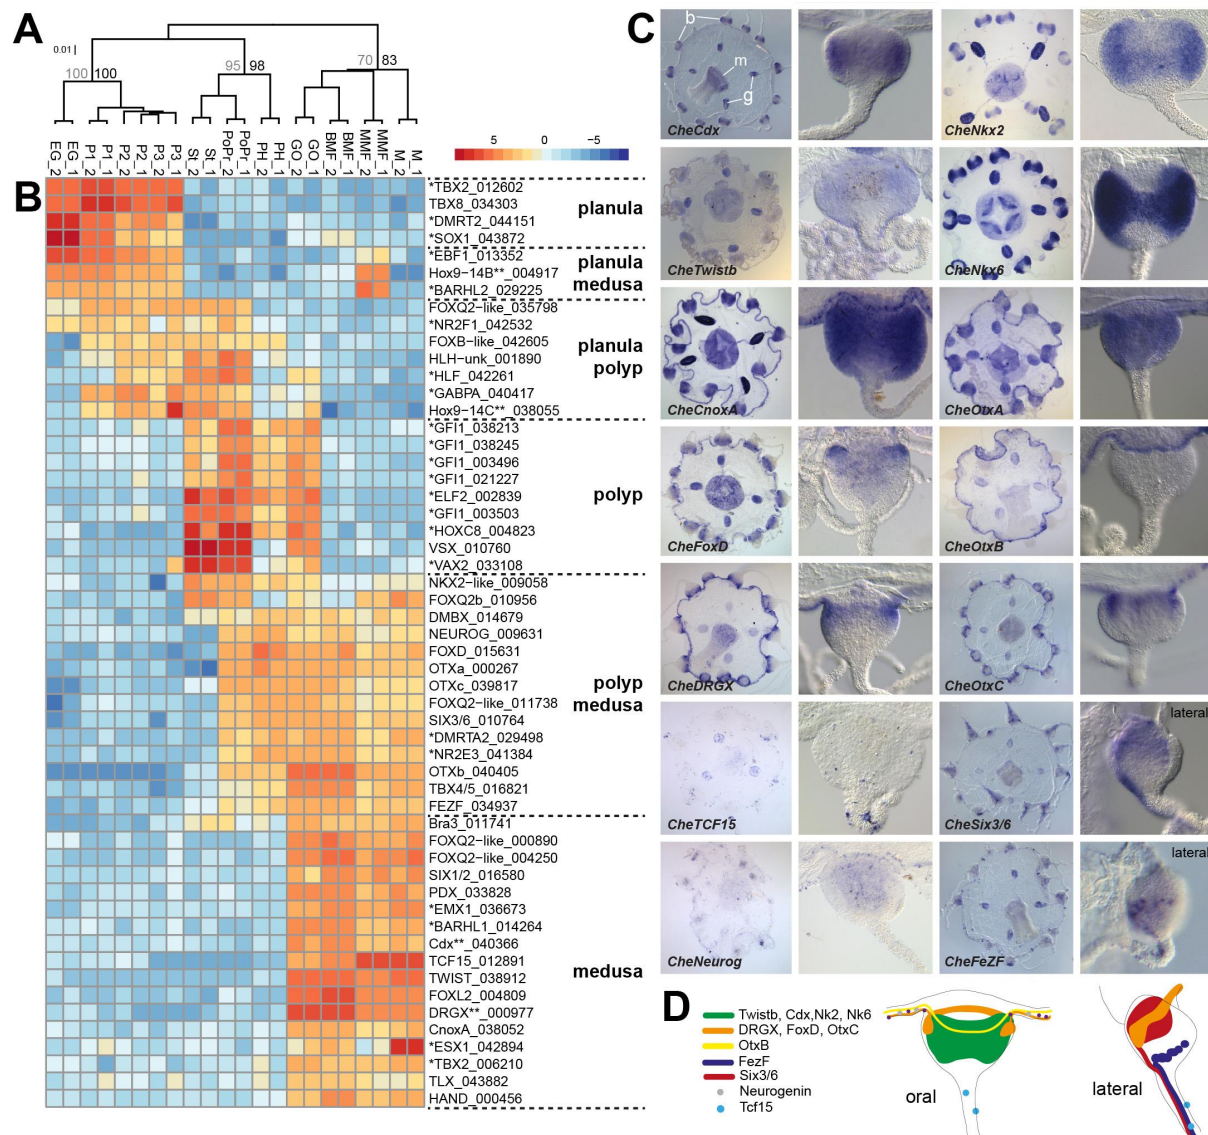 A
0.01
100 100
95 98
70 83
EG_2
EG_1
P1_2
P1_1
P2_2
P2_1
P3_2
P3_1
St_2
St_1
PoPr_2
PoPr_1
PH_2
PH_1
GO_2
GO_1
BMF_2
BMF_1
MMF_2
MMF_1
M_2
M_1
5 0 −5
B
*TBX2_012602
TBX8_034303
*DMRT2_044151
*SOX1_043872
*EBF1_013352
Hox9−14B**_004917
*BARHL2_029225
FOXQ2−like_035798
*NR2F1_042532
FOXB−like_042605
HLH−unk_001890
*HLF_042261
*GABPA_040417
Hox9−14C**_038055
*GFI1_038213
*GFI1_038245
*GFI1_003496
*GFI1_021227
*ELF2_002839
*GFI1_003503
*HOXC8_004823
VSX_010760
*VAX2_033108
NKX2−like_009058
FOXQ2b_010956
DMBX_014679
NEUROG_009631
FOXD_015631
OTXa_000267
OTXc_039817
FOXQ2−like_011738
SIX3/6_010764
*DMRTA2_029498
*NR2E3_041384
OTXb_040405
TBX4/5_016821
FEZF_034937
Bra3_011741
FOXQ2−like_000890
FOXQ2−like_004250
SIX1/2_016580
PDX_033828
*EMX1_036673
*BARHL1_014264
Cdx**_040366
TCF15_012891
TWIST_038912
FOXL2_004809
DRGX**_000977
CnoxA_038052
*ESX1_042894
*TBX2_006210
TLX_043882
HAND_000456
planula
planula
medusa
planula
polyp
polyp
polyp
medusa
medusa
C
b
m
g
CheCdx
CheNkx2
CheTwistb
CheNkx6
CheCnoxA
CheOtxA
CheFoxD
CheOtxB
CheDRGX
CheOtxC
CheTCF15
CheSix3/6
lateral
CheNeurog
CheFeZF
lateral
D
Twistb, Cdx,Nk2, Nk6
DRGX, FoxD, OtxC
OtxB
FezF
Six3/6
Neurogenin
Tcf15
oral
lateral